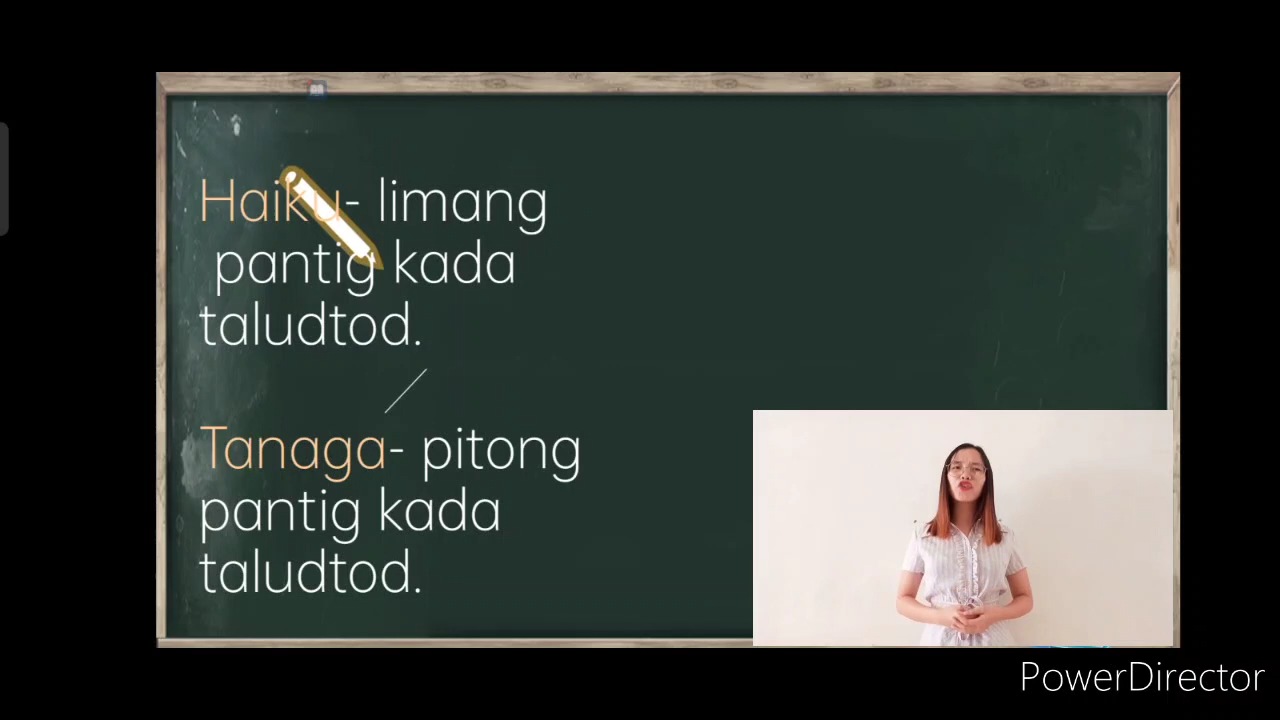 Haiku- limang
pantig kada
taludtod.
Tanaga- pitong
pantig kada
taludtod.
PowerDirector